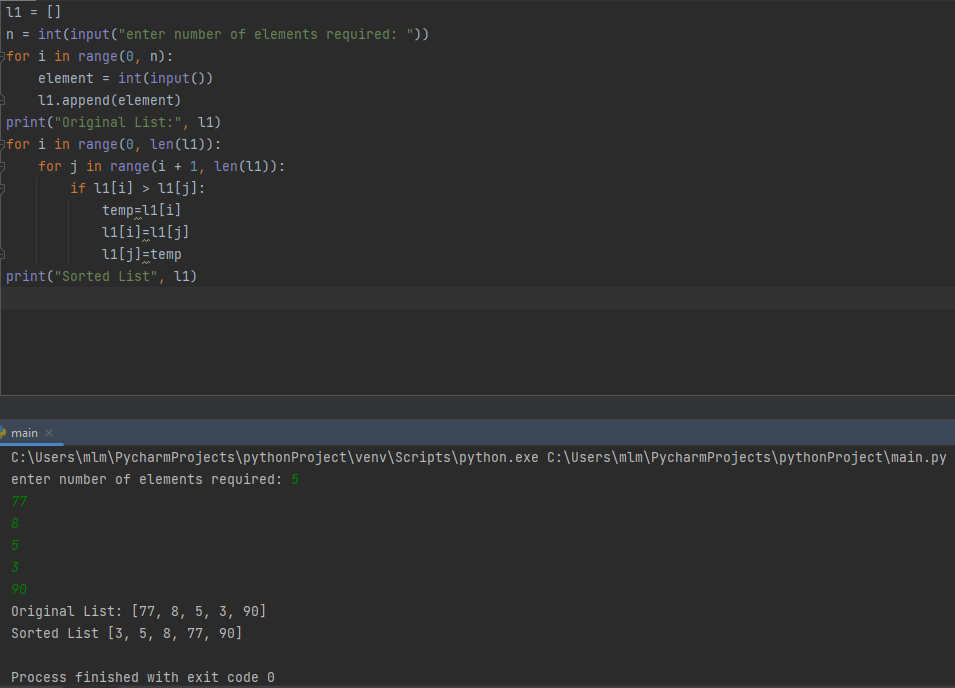 l1 = []
n = int(input("enter number of elements required: "))
for i in range(0, n):
    element = int(input())
    l1.append(element)
print("Original List:", l1)
for i in range(0, len(l1)):
    for j in range(i + 1, len(l1)):
        if l1[i] > l1[j]:
            temp=l1[i]
            l1[i]=l1[j]
            l1[j]=temp
print("Sorted List", l1)
main ×
C:\Users\mlm\PycharmProjects\pythonProject\venv\Scripts\python.exe C:\Users\mlm\PycharmProjects\pythonProject\main.py
enter number of elements required: 5
77
8
5
3
90
Original List: [77, 8, 5, 3, 90]
Sorted List [3, 5, 8, 77, 90]
Process finished with exit code 0